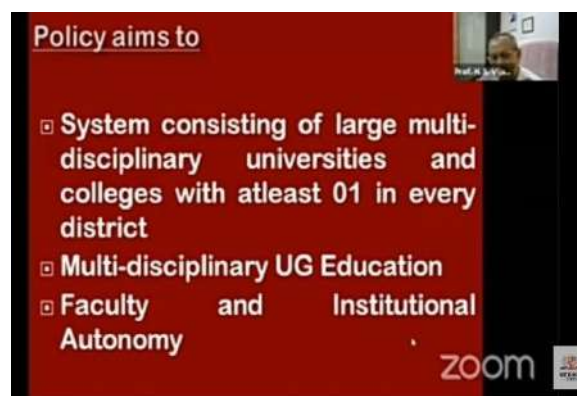 Policy aims to
System consisting of large multi-
disciplinary universities and
colleges with atleast 01 in every
district
Multi-disciplinary UG Education
Faculty and Institutional
Autonomy
zoom